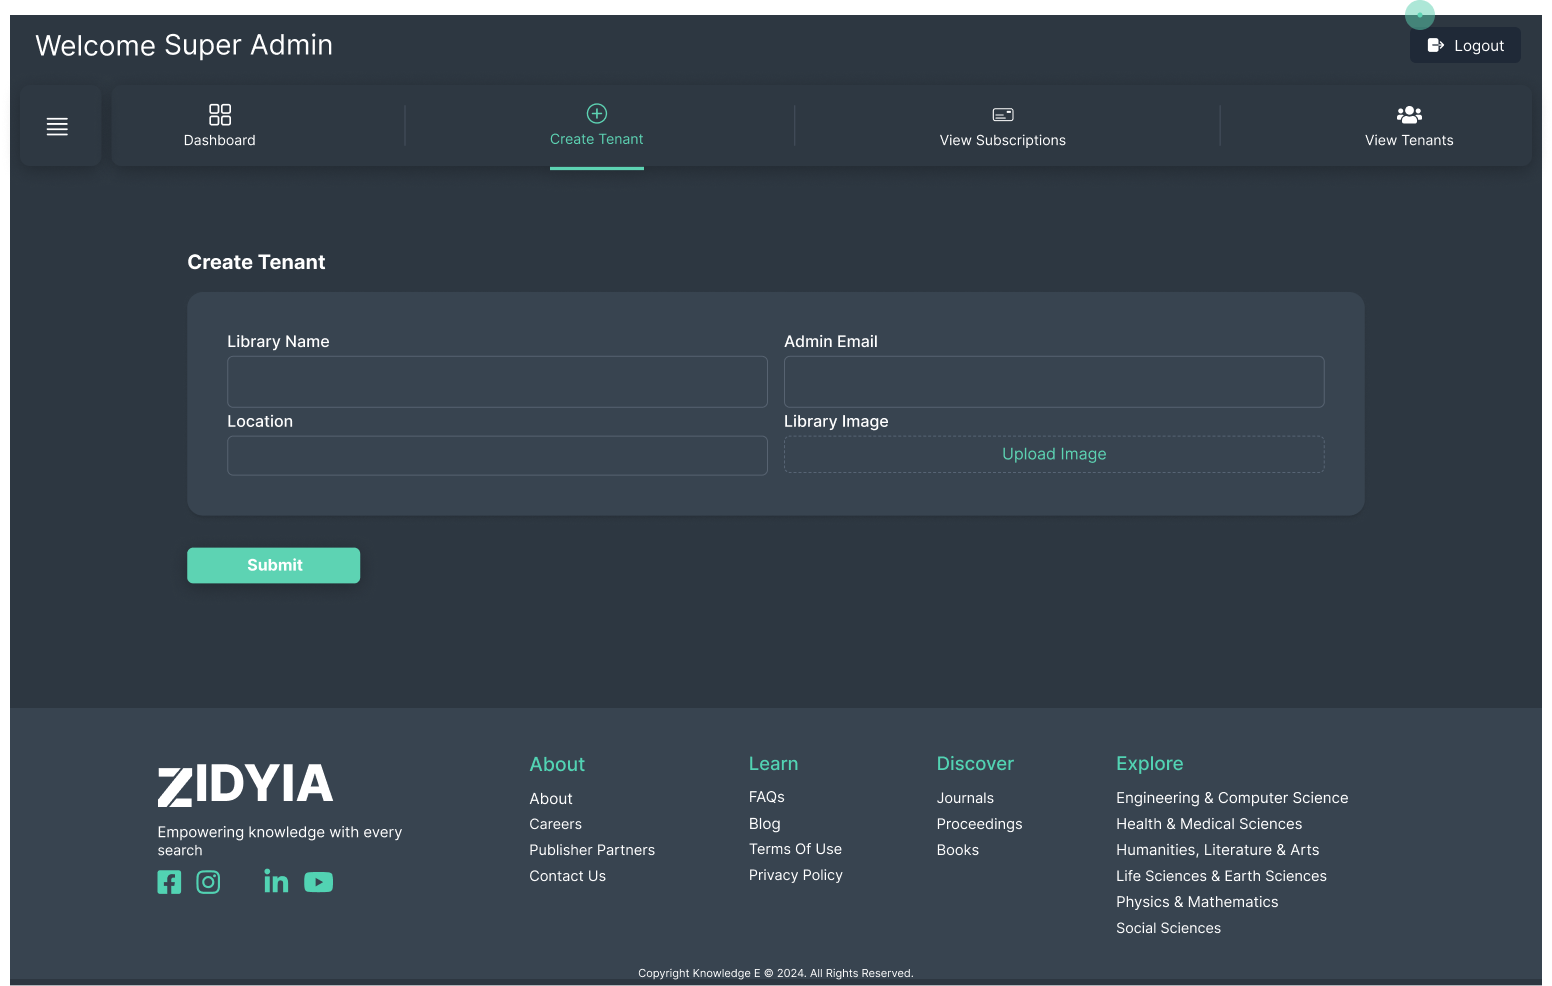 Welcome Super Admin
Logout
Dashboard
Create Tenant
View Subscriptions
View Tenants
Create Tenant
Library Name
Admin Email
Location
Library Image
Upload Image
Submit
ZIDYIA
Empowering knowledge with every
search
About
About
Careers
Publisher Partners
Contact Us
Learn
FAQs
Blog
Terms Of Use
Privacy Policy
Discover
Journals
Proceedings
Books
Explore
Engineering & Computer Science
Health & Medical Sciences
Humanities, Literature & Arts
Life Sciences & Earth Sciences
Physics & Mathematics
Social Sciences
Copyright Knowledge E © 2024. All Rights Reserved.